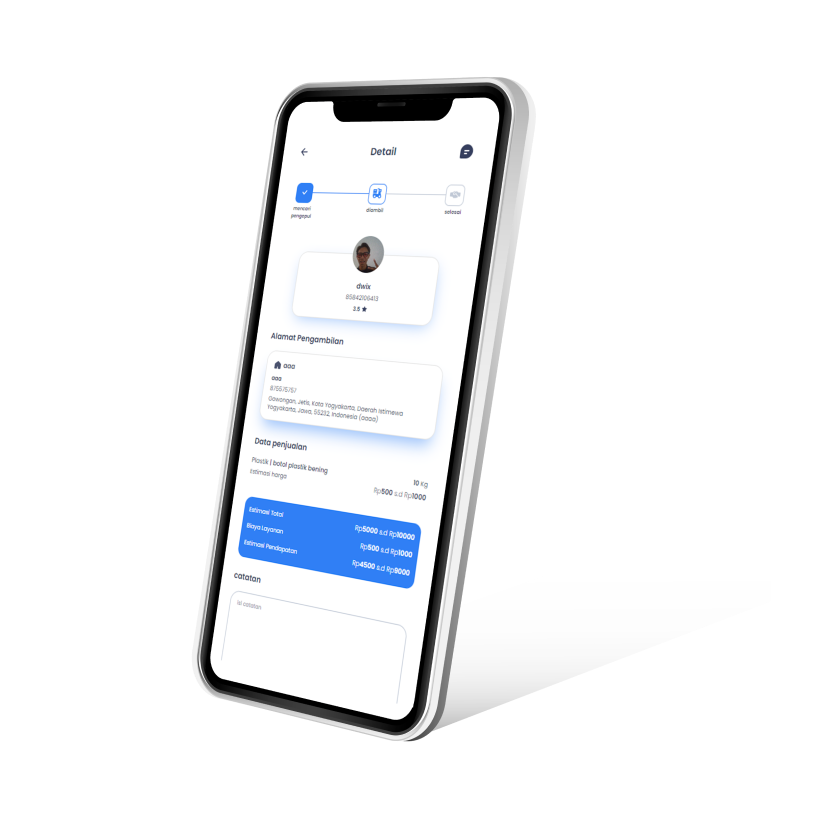 Detail
mencari
pengepul
diambil
selesai
dwix
85842106413
3.5
Alamat Pengambilan
aaa
aaa
875575757
Gowongan, Jetis, Kota Yogyakarta, Daerah Istimewa
Yogyakarta, Jawa, 55232, Indonesia (aaaa)
Data penjualan
Plastik | botol plastik bening
10 Kg
Estimasi harga
Rp500 s.d Rp1000
Estimasi Total
Rp5000 s.d Rp10000
Biaya Layanan
Rp500 s.d Rp1000
Estimasi Pendapatan
Rp4500 s.d Rp9000
catatan
isi catatan